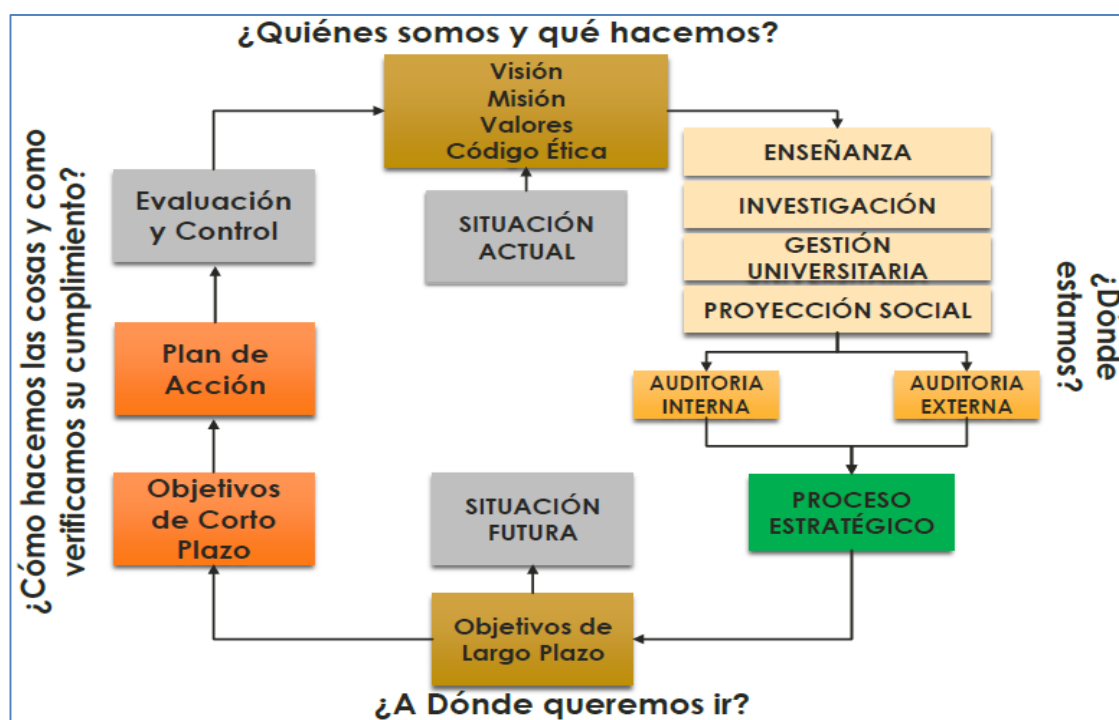 ¿Quiénes somos y qué hacemos?
Visión
Misión
Valores
Código Ética
ENSEÑANZA
INVESTIGACIÓN
GESTIÓN
UNIVERSITARIA
PROYECCIÓN SOCIAL
¿Dónde
estamos?
SITUACIÓN
ACTUAL
Evaluación
y Control
¿Cómo hacemos las cosas y como
verificamos su cumplimiento?
Plan de
Acción
AUDITORIA
INTERNA
AUDITORIA
EXTERNA
Objetivos
de Corto
Plazo
SITUACIÓN
FUTURA
PROCESO
ESTRATÉGICO
Objetivos de
Largo Plazo
¿A Dónde queremos ir?